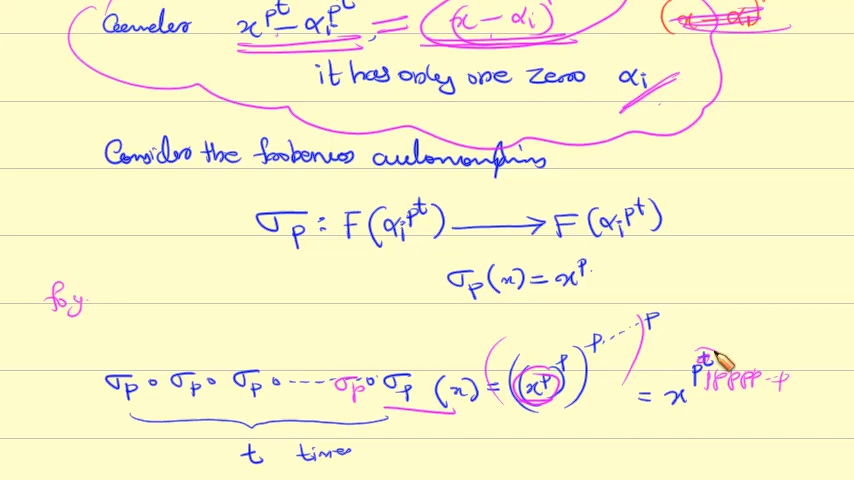 Consider x^{p^t} - α_i^{p^t} = (x - α_i)
it has only one zero α_i
Consider the frobenius automorphism
σ_p : F(α_i^{p^t}) ⟶ F(α_i^{p^t})
σ_p(x) = x^p.
σ_p ∘ σ_p ∘ σ_p ∘ ----- σ_p ∘ σ_p (x) = ((x^p)^p)^{p.....p} = x^{p^t} pppp--p
t times